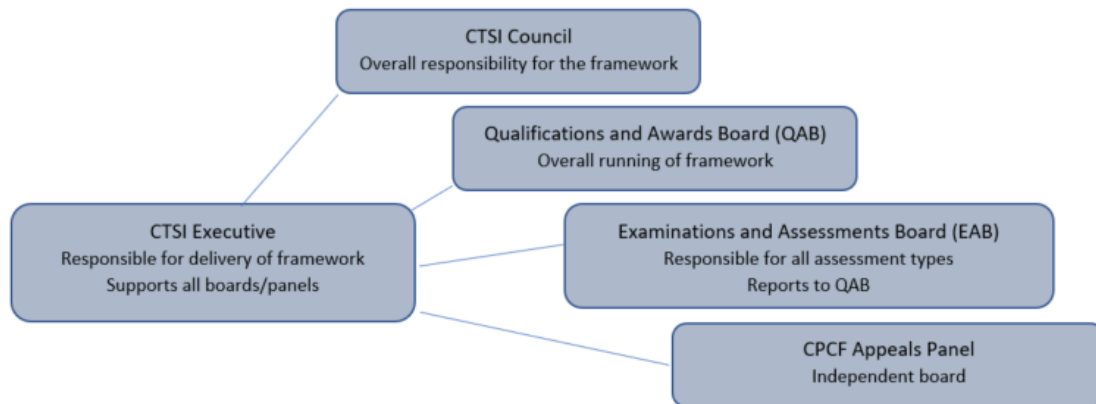 CTSI Council
Overall responsibility for the framework
Qualifications and Awards Board (QAB)
Overall running of framework
CTSI Executive
Responsible for delivery of framework
Supports all boards/panels
Examinations and Assessments Board (EAB)
Responsible for all assessment types
Reports to QAB
CPCF Appeals Panel
Independent board